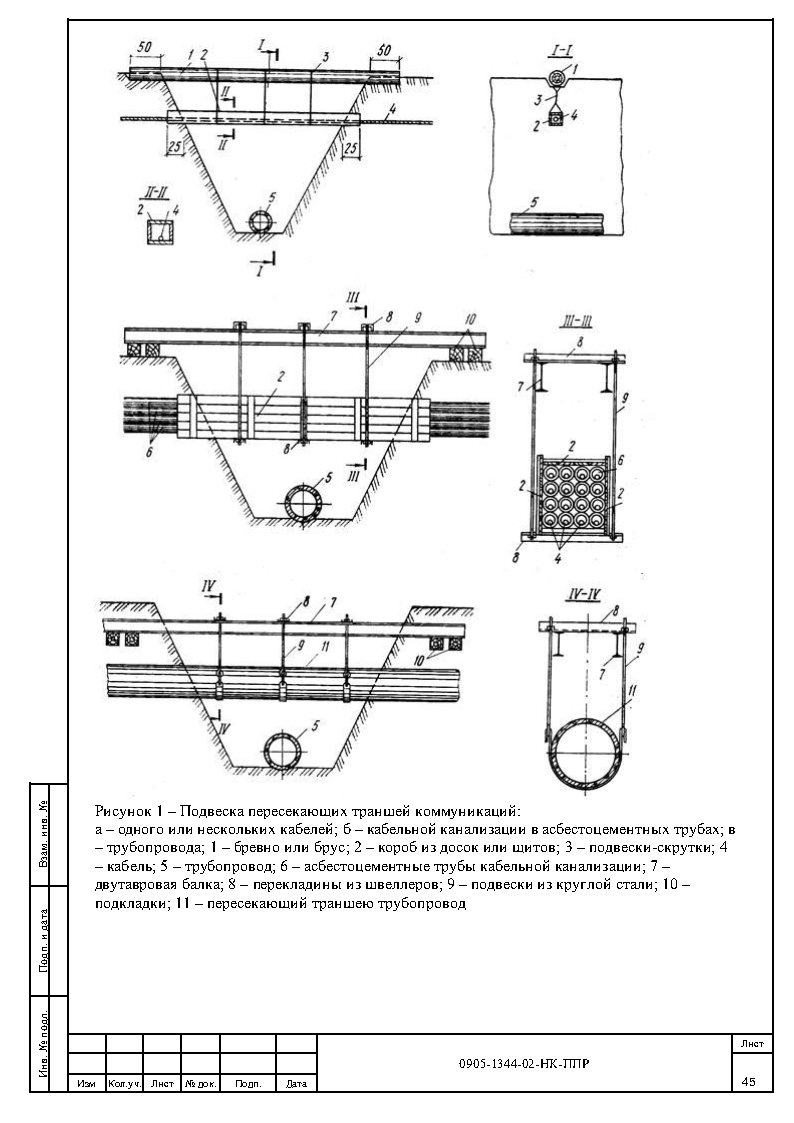 50
1
2
I
3
50
I-I
1
3
2
4
II
4
II
25
25
II-II
2
4
5
I
5
III
7
8
9
10
III-III
8
7
9
2
6
8
III
5
2
6
2
2
8
4
IV
8
7
9
11
10
IV
5
IV-IV
8
9
7
11
Рисунок 1 – Подвеска пересекающих траншей коммуникаций:
а – одного или нескольких кабелей; б – кабельной канализации в асбестоцементных трубах; в
– трубопровода; 1 – бревно или брус; 2 – короб из досок или щитов; 3 – подвески-скрутки; 4
– кабель; 5 – трубопровод; 6 – асбестоцементные трубы кабельной канализации; 7 –
двутавровая балка; 8 – перекладины из швеллеров; 9 – подвески из круглой стали; 10 –
подкладки; 11 – пересекающий траншею трубопровод
Взам. инв. №
Подп. и дата
Инв. № подл.
Изм Кол.уч. Лист № док. Подп. Дата
0905-1344-02-НК-ППР
Лист
45